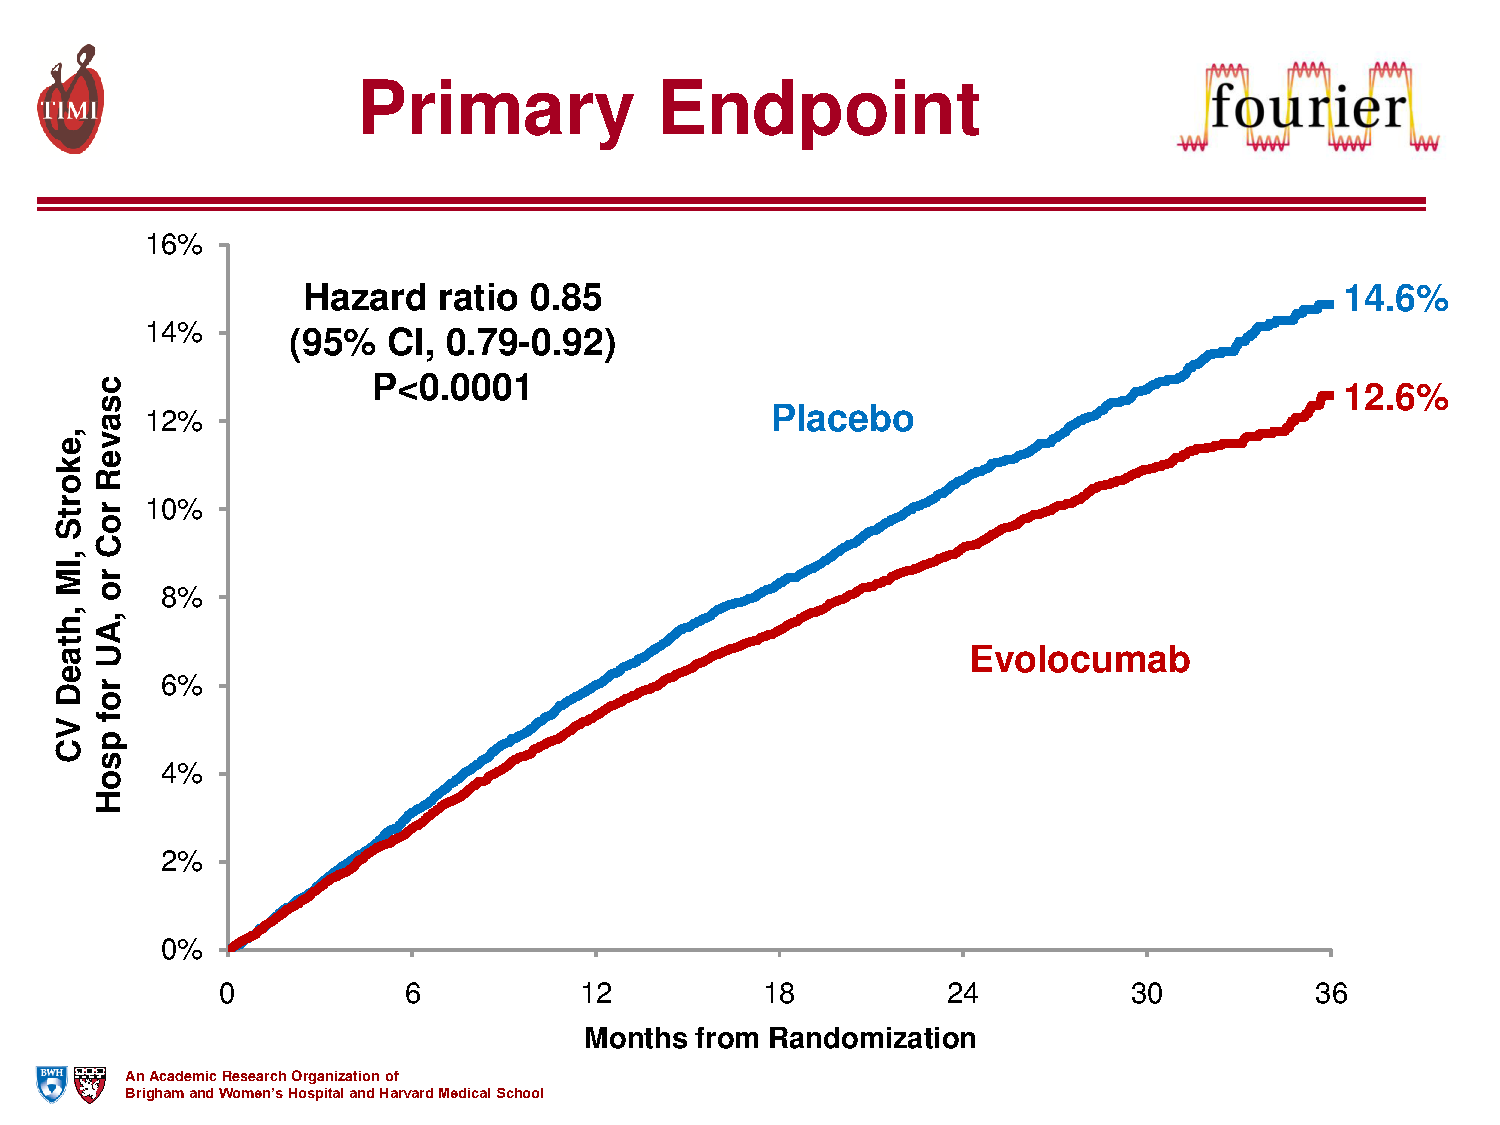 TIMI
Primary Endpoint
fourier
16%
14%
12%
10%
8%
6%
4%
2%
0%
CV Death, MI, Stroke,
Hosp for UA, or Cor Revasc
Hazard ratio 0.85
(95% CI, 0.79-0.92)
P<0.0001
14.6%
12.6%
Placebo
Evolocumab
0 6 12 18 24 30 36
Months from Randomization
BWH
An Academic Research Organization of
Brigham and Women's Hospital and Harvard Medical School